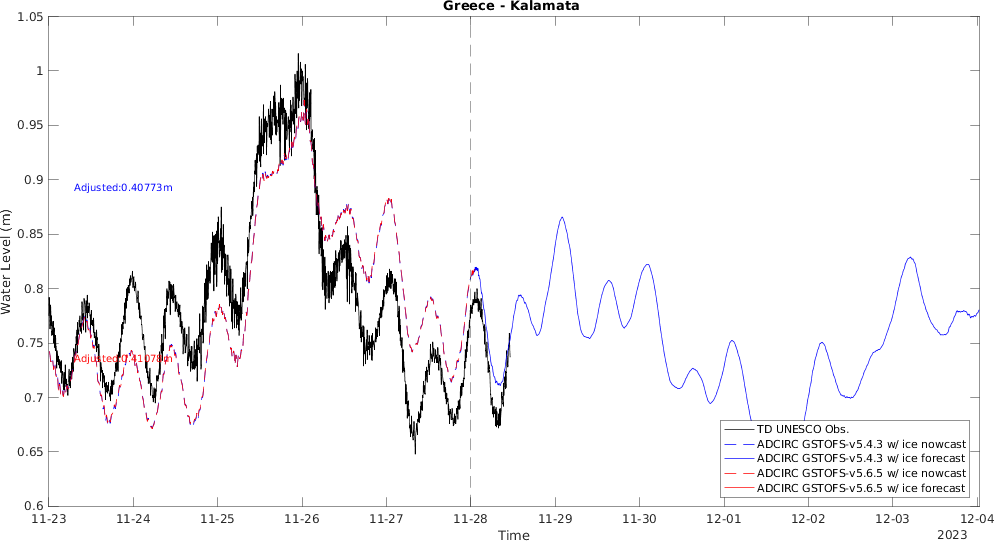 Greece - Kalamata
1.05
1
0.95
0.9
0.85
0.8
0.75
0.7
0.65
0.6
Water Level (m)
Adjusted:0.40773m
Adjusted:0.41078m
TD UNESCO Obs.
ADCIRC GSTOFS-v5.4.3 w/ ice nowcast
ADCIRC GSTOFS-v5.4.3 w/ ice forecast
ADCIRC GSTOFS-v5.6.5 w/ ice nowcast
ADCIRC GSTOFS-v5.6.5 w/ ice forecast
11-23 11-24 11-25 11-26 11-27 11-28 11-29 11-30 12-01 12-02 12-03 12-04
Time
2023